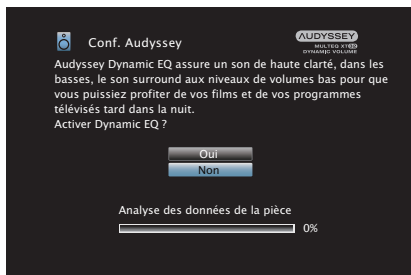 Conf. Audyssey
AUDYSSEY
MULTEQ XT32
DYNAMIC VOLUME
Audyssey Dynamic EQ assure un son de haute clarté, dans les
basses, le son surround aux niveaux de volumes bas pour que
vous puissiez profiter de vos films et de vos programmes
télévisés tard dans la nuit.
Activer Dynamic EQ ?
Oui
Non
Analyse des données de la pièce
0%